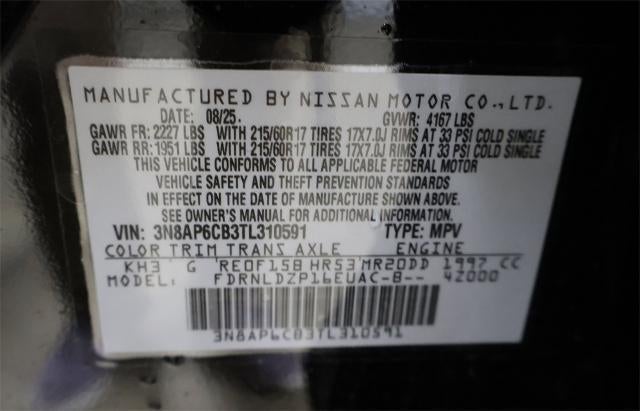 MANUFACTURED BY NISSAN MOTOR CO.,LTD.
DATE: 08/25. GVWR: 4167 LBS
GAWR FR: 2227 LBS WITH 215/60R17 TIRES 17X7.0J RIMS AT 33 PSI COLD SINGLE
GAWR RR: 1951 LBS WITH 215/60R17 TIRES 17X7.0J RIMS AT 33 PSI COLD SINGLE
THIS VEHICLE CONFORMS TO ALL APPLICABLE FEDERAL MOTOR
VEHICLE SAFETY AND THEFT PREVENTION STANDARDS
IN EFFECT ON THE DATE OF MANUFACTURE SHOWN ABOVE.
SEE OWNER'S MANUAL FOR ADDITIONAL INFORMATION.
VIN: 3N8AP6CB3TL310591 TYPE: MPV
COLOR TRIM TRANS AXLE ENGINE
KH3 G RE0F15B HR53 MR20DD 1997 CC
MODEL: FDRNLDZP16EUAC-B-- 4Z000
3N8AP6CB3TL310591